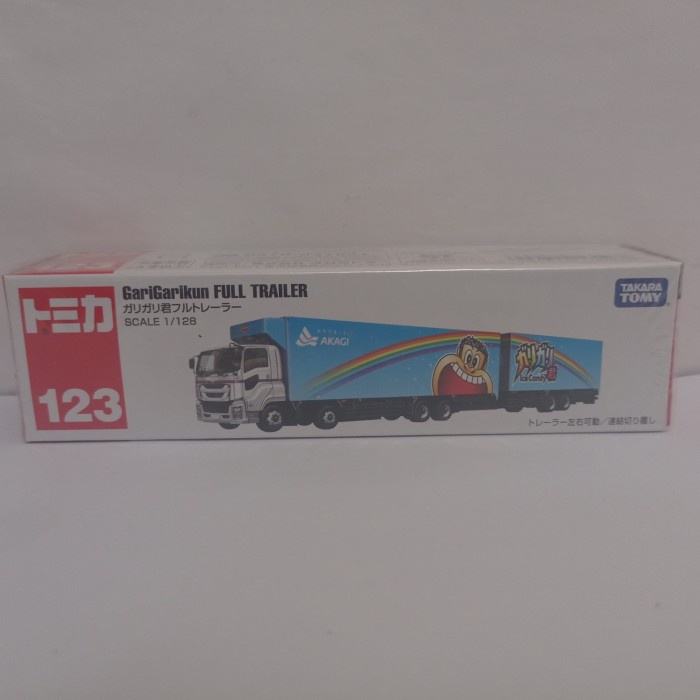 トミカ
123
GariGarikun FULL TRAILER
ガリガリ君フルトレーラー
SCALE 1/128
AKAGI
ガリガリ
Ice Candy 君
TAKARA
TOMY
トレーラー左右可動/連結切り離し